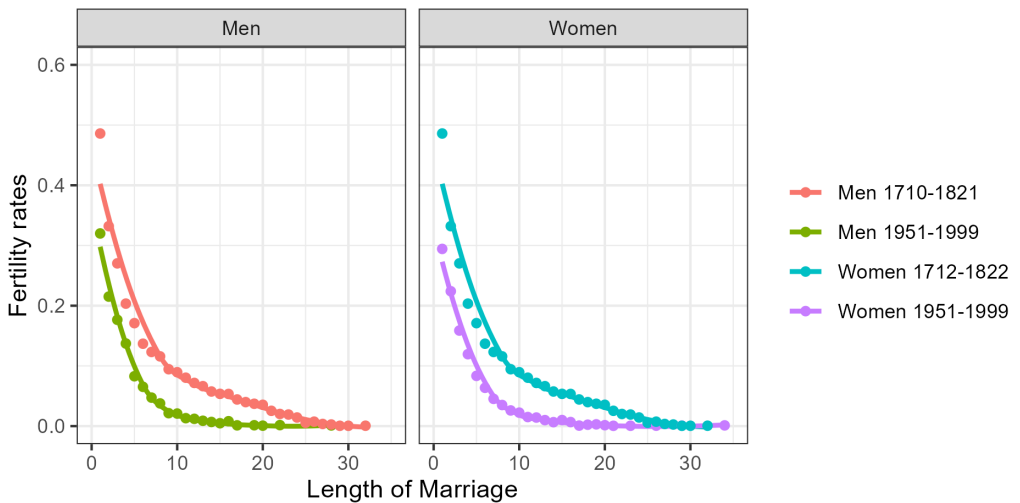 Men
Women
0.6
0.4
0.2
0.0
Fertility rates
0 10 20 30
0 10 20 30
Length of Marriage
Men 1710-1821
Men 1951-1999
Women 1712-1822
Women 1951-1999